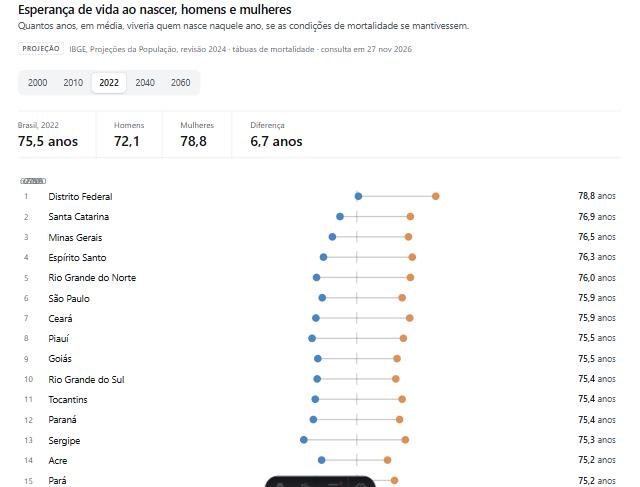 Esperança de vida ao nascer, homens e mulheres
Quantos anos, em média, viveria quem nasce naquele ano, se as condições de mortalidade se mantivessem.
PROJEÇÃO IBGE, Projeções da População, revisão 2024 · tábuas de mortalidade · consulta em 27 nov 2026
2000 2010 2022 2040 2060
Brasil, 2022 Homens Mulheres Diferença
75,5 anos 72,1 78,8 6,7 anos
1 Distrito Federal 78,8 anos
2 Santa Catarina 76,9 anos
3 Minas Gerais 76,5 anos
4 Espírito Santo 76,3 anos
5 Rio Grande do Norte 76,0 anos
6 São Paulo 75,9 anos
7 Ceará 75,9 anos
8 Piauí 75,5 anos
9 Goiás 75,5 anos
10 Rio Grande do Sul 75,4 anos
11 Tocantins 75,4 anos
12 Paraná 75,4 anos
13 Sergipe 75,3 anos
14 Acre 75,2 anos
15 Pará 75,2 anos